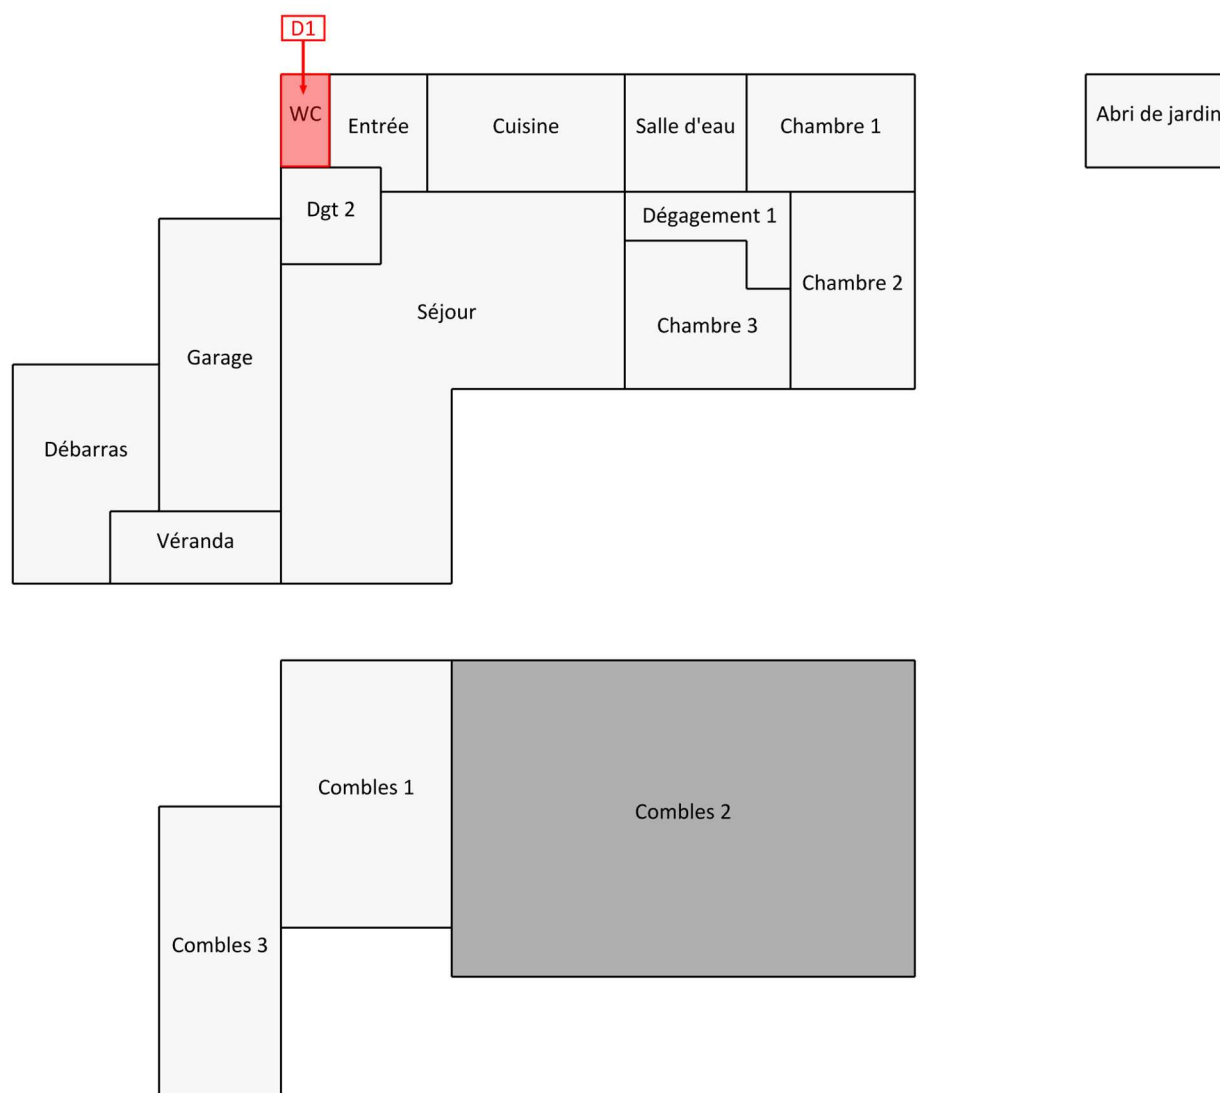 D1
WC
Entrée
Cuisine
Salle d'eau
Chambre 1
Abri de jardin
Dgt 2
Dégagement 1
Chambre 2
Séjour
Chambre 3
Garage
Débarras
Véranda
Combles 1
Combles 2
Combles 3